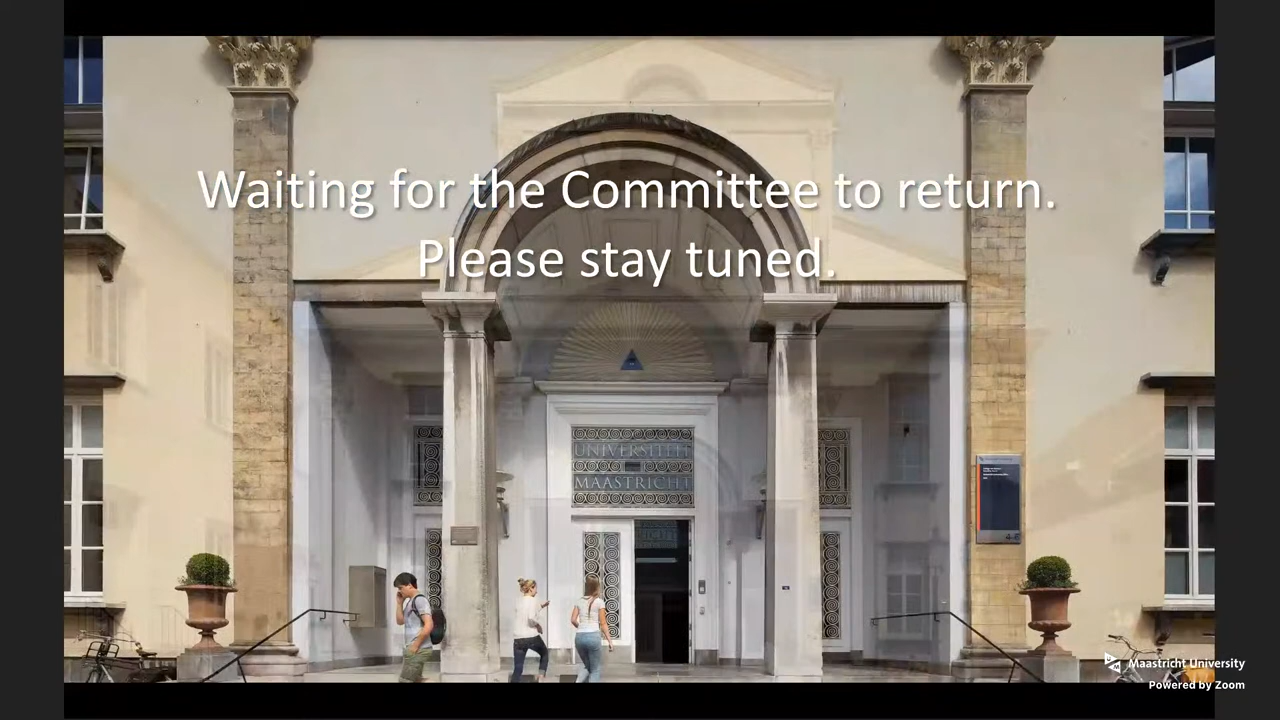 Waiting for the Committee to return.
Please stay tuned.
UNIVERSITEIT
MAASTRICHT
Maastricht University
Powered by Zoom